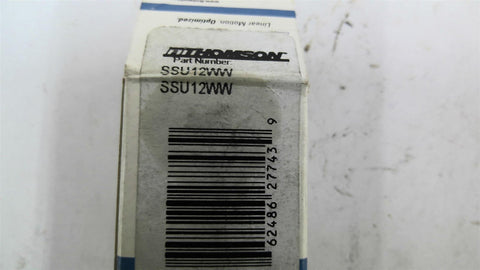 Linear Motion. Optimized.
THOMSON
Part Number:
SSU12WW
SSU12WW
62486 27743 9